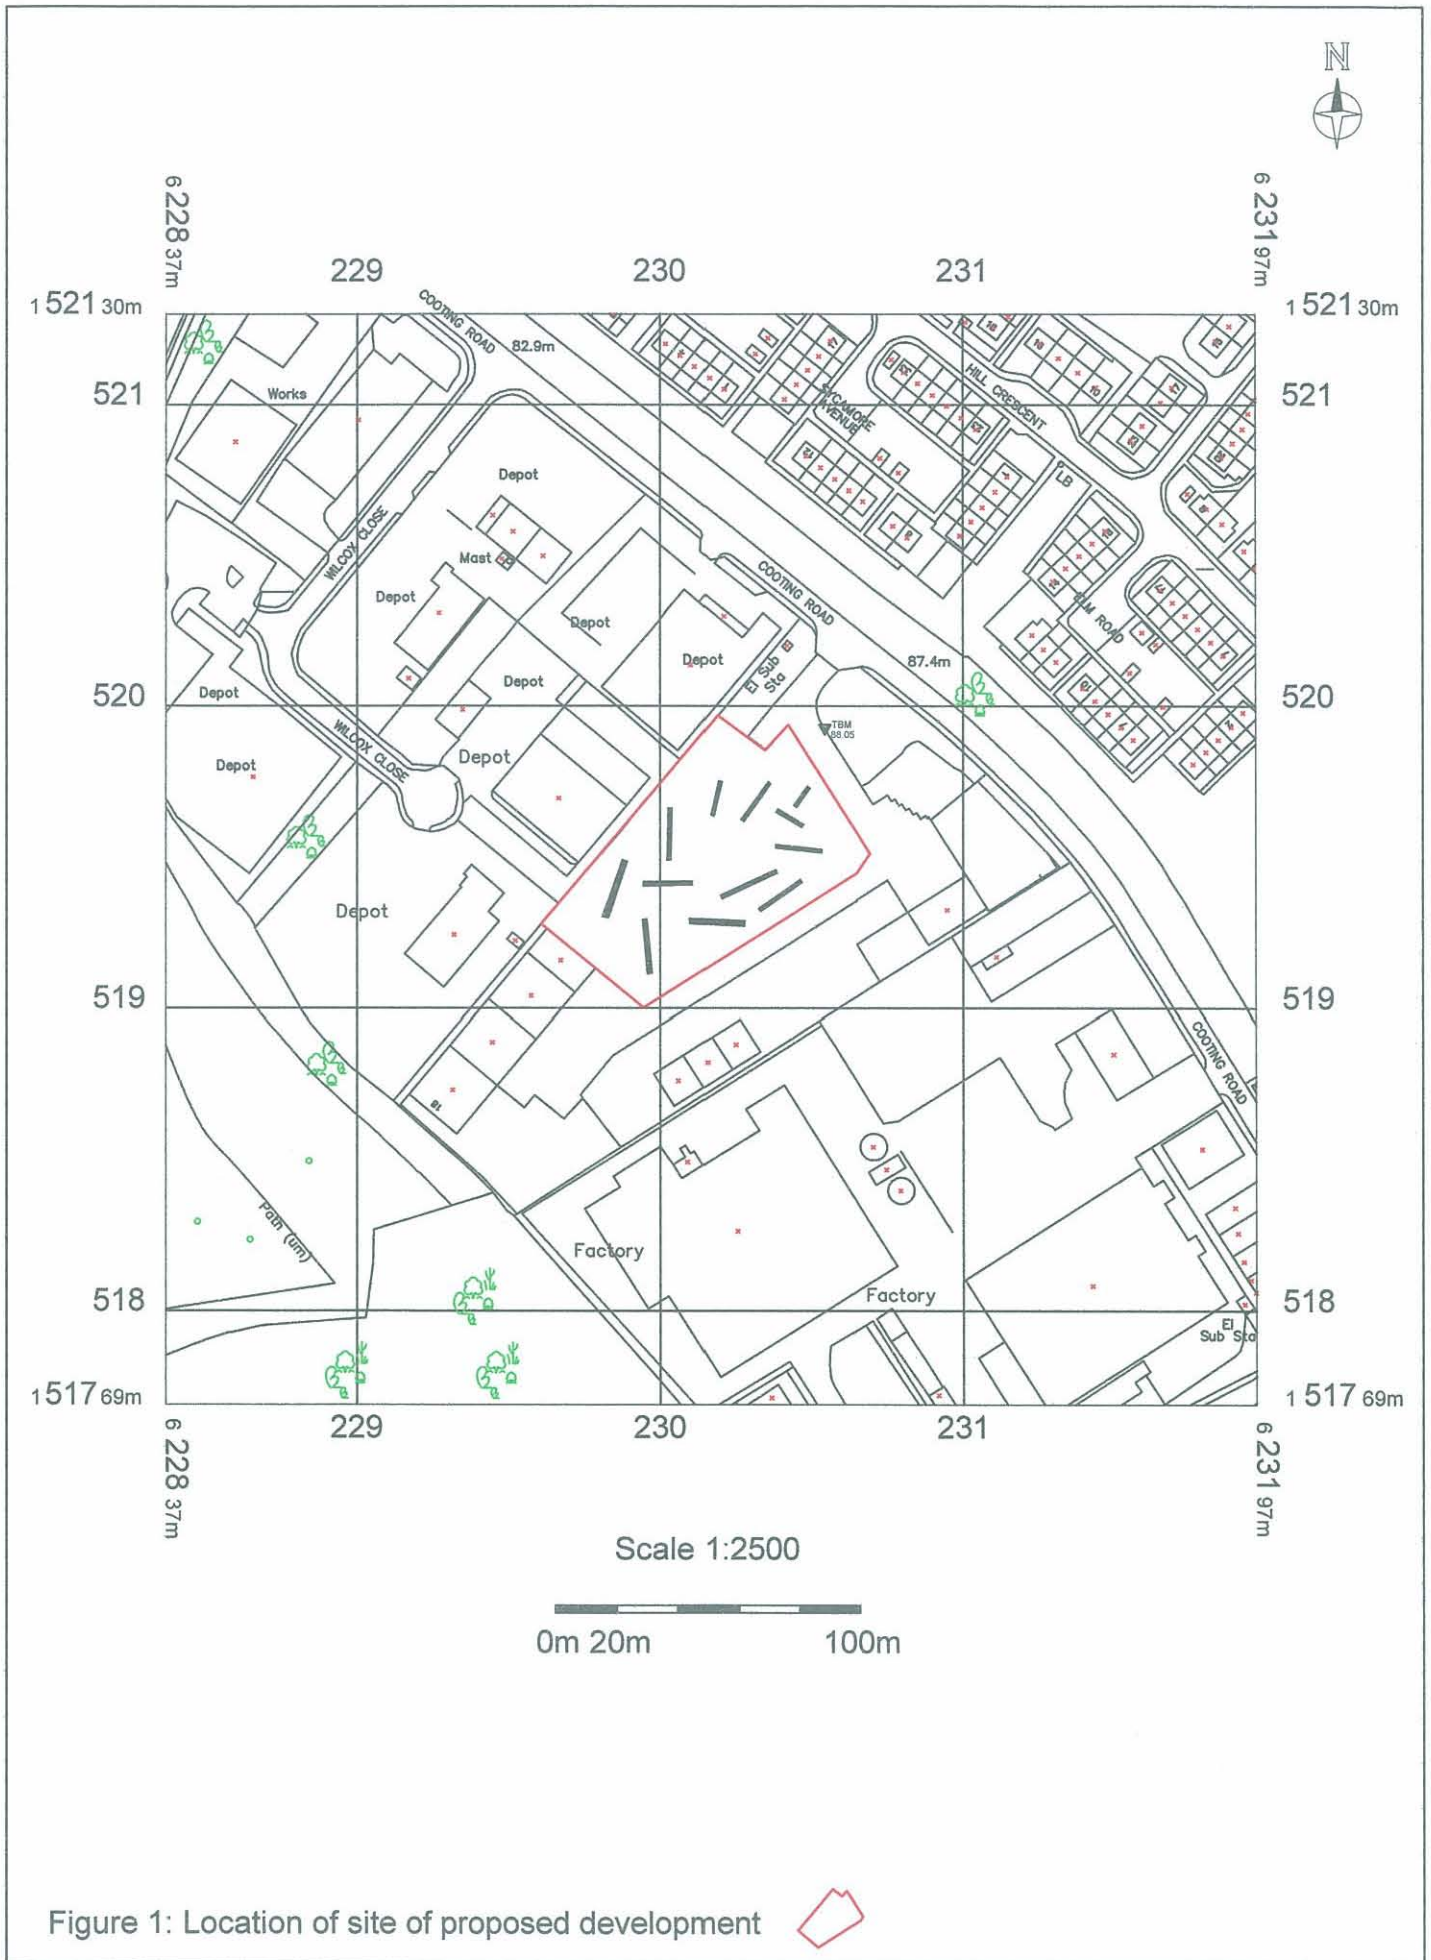 N
6 228 37m
6 231 97m
229 230 231
1 521 30m
1 521 30m
COOTING ROAD
82.9m
Works
521
521
SYCAMORE
AVENUE
HILL CRESCENT
Depot
LB
WILCOX CLOSE
Mast
Depot
COOTING ROAD
Depot
ELM ROAD
Depot
El Sub
Sta
87.4m
Depot
Depot
520
520
TBM
88.05
WILCOX CLOSE
Depot
Depot
Depot
519
519
COOTING ROAD
18
Path (um)
Factory
Factory
518
518
El
Sub Sta
1 517 69m
1 517 69m
229 230 231
6 228 37m
6 231 97m
Scale 1:2500
0m 20m 100m
Figure 1: Location of site of proposed development